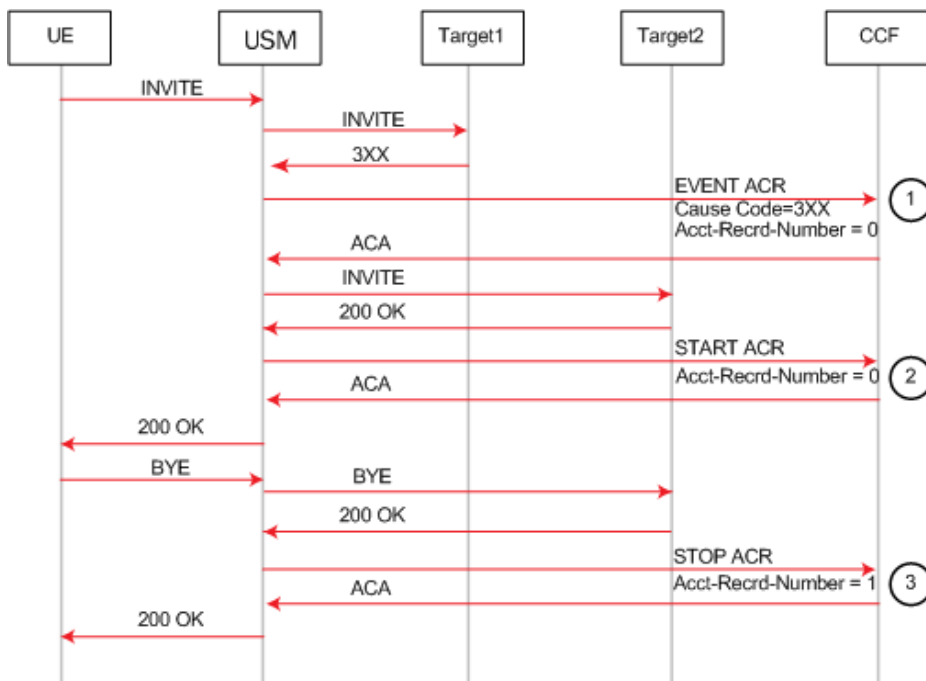 UE
USM
Target1
Target2
CCF
INVITE
INVITE
3XX
EVENT ACR
1
Cause Code=3XX
Acct-Recrd-Number = 0
ACA
INVITE
200 OK
START ACR
Acct-Recrd-Number = 0
2
ACA
200 OK
BYE
BYE
200 OK
STOP ACR
Acct-Recrd-Number = 1
3
ACA
200 OK